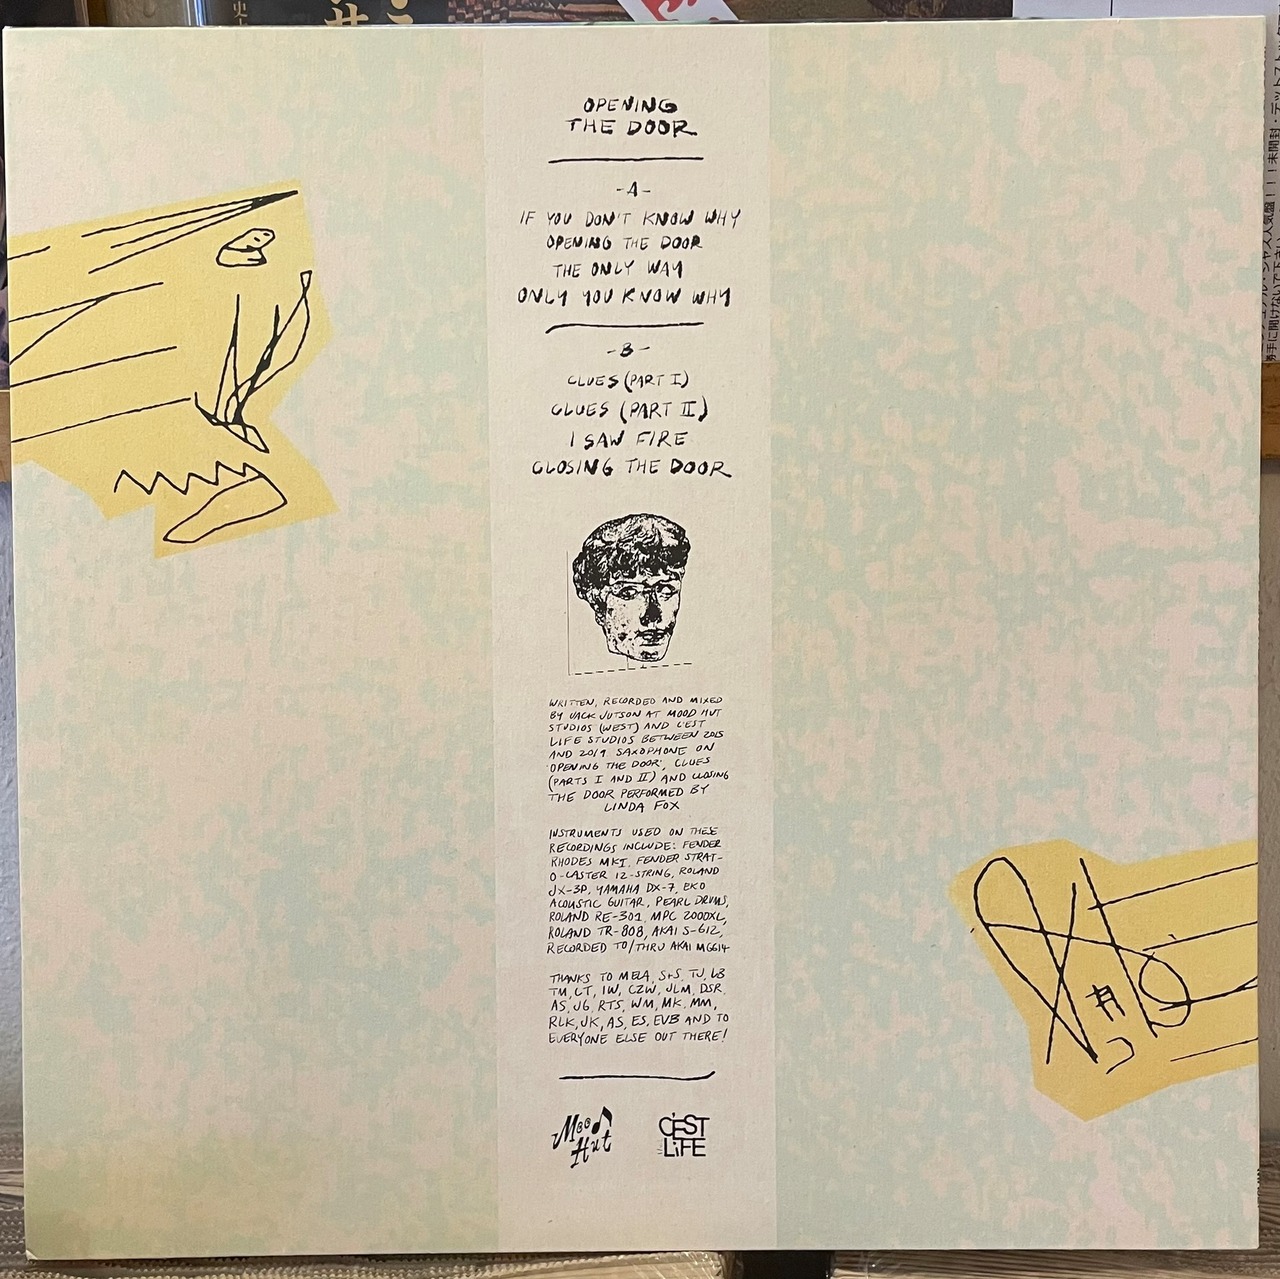 OPENING
THE DOOR
-A-
IF YOU DON'T KNOW WHY
OPENING THE DOOR
THE ONLY WAY
ONLY YOU KNOW WHY
-B-
CLUES (PART I)
CLUES (PART II)
I SAW FIRE
CLOSING THE DOOR
WRITTEN, RECORDED AND MIXED
BY JACK JUTSON AT MOOD HUT
STUDIOS (WEST) AND C'EST
LIFE STUDIOS BETWEEN 2015
AND 2019 SAXOPHONE ON
'OPENING THE DOOR', CLUES
(PARTS I AND II) AND CLOSING
THE DOOR PERFORMED BY
LINDA FOX
INSTRUMENTS USED ON THESE
RECORDINGS INCLUDE: FENDER
RHODES MKI, FENDER STRAT-
O-CASTER 12-STRING, ROLAND
JX-3P, YAMAHA DX-7, EKO
ACOUSTIC GUITAR, PEARL DRUMS,
ROLAND RE-301, MPC 2000XL,
ROLAND TR-808, AKAI S-612,
RECORDED TO/THRU AKAI MG614
THANKS TO MELA, S+S, TJ, LB
TM, LT, IW, CZW, JLM, DSR,
AS, JG, RTS, WM, MK, MM,
RLK, JK, AS, ES, EVB AND TO
EVERYONE ELSE OUT THERE!
Mood
Hut
C'EST
LIFE